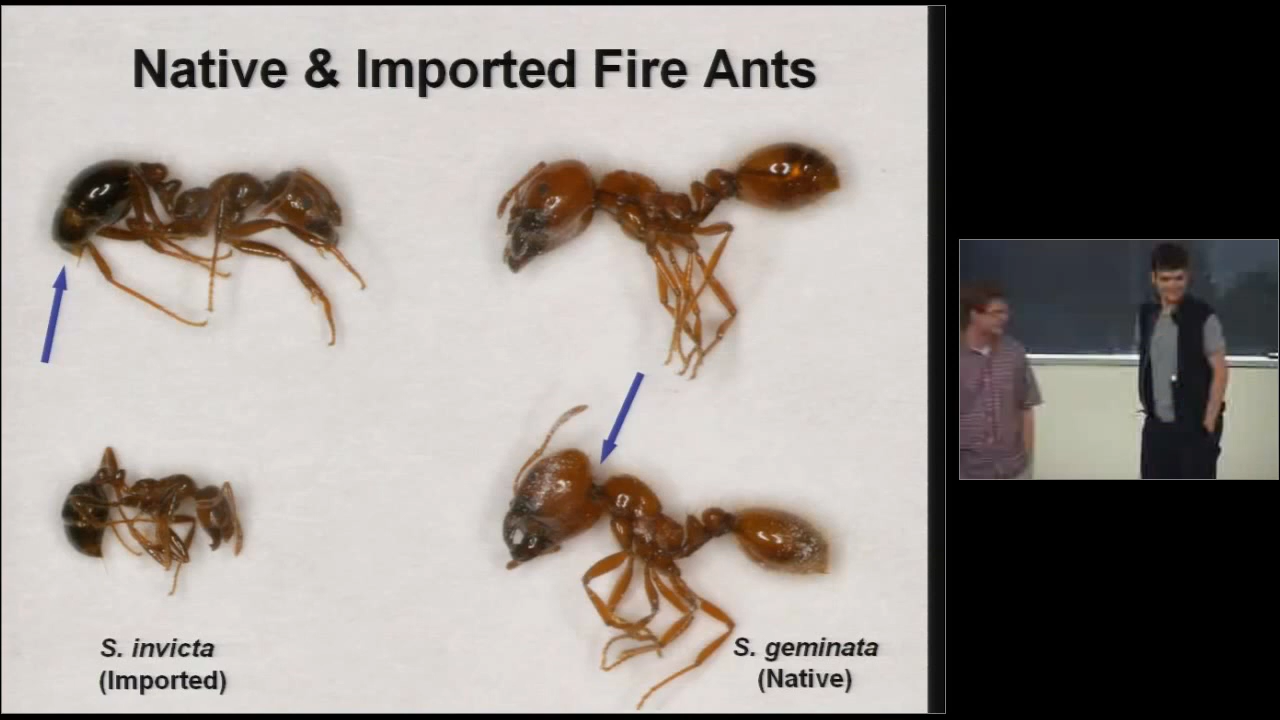 Native & Imported Fire Ants
S. invicta
(Imported)
S. geminata
(Native)